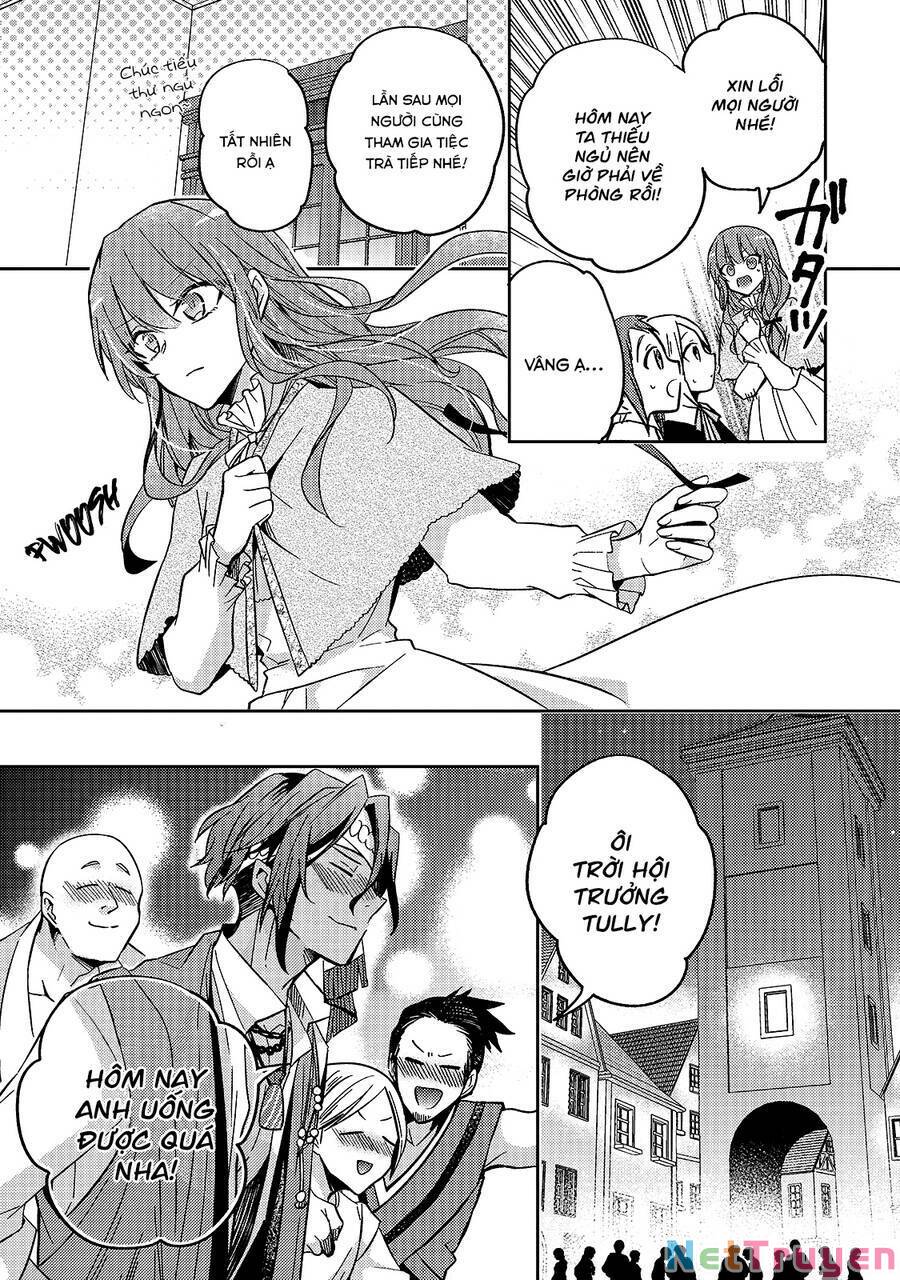 XIN LỖI
MỌI NGƯỜI
NHÉ!
HÔM NAY
TA THIẾU
NGỦ NÊN
GIỜ PHẢI VỀ
PHÒNG RỒI!
ガタッ
VÂNG Ạ...
LẦN SAU MỌI
NGƯỜI CÙNG
THAM GIA TIỆC
TRÀ TIẾP NHÉ!
TẤT NHIÊN
RỒI Ạ
Chúc tiểu
thư ngủ
ngon~
PWOOSH
ÔI
TRỜI HỘI
TRƯỞNG
TULLY!
HÔM NAY
ANH UỐNG
ĐƯỢC QUÁ
NHA!
NetTruyen